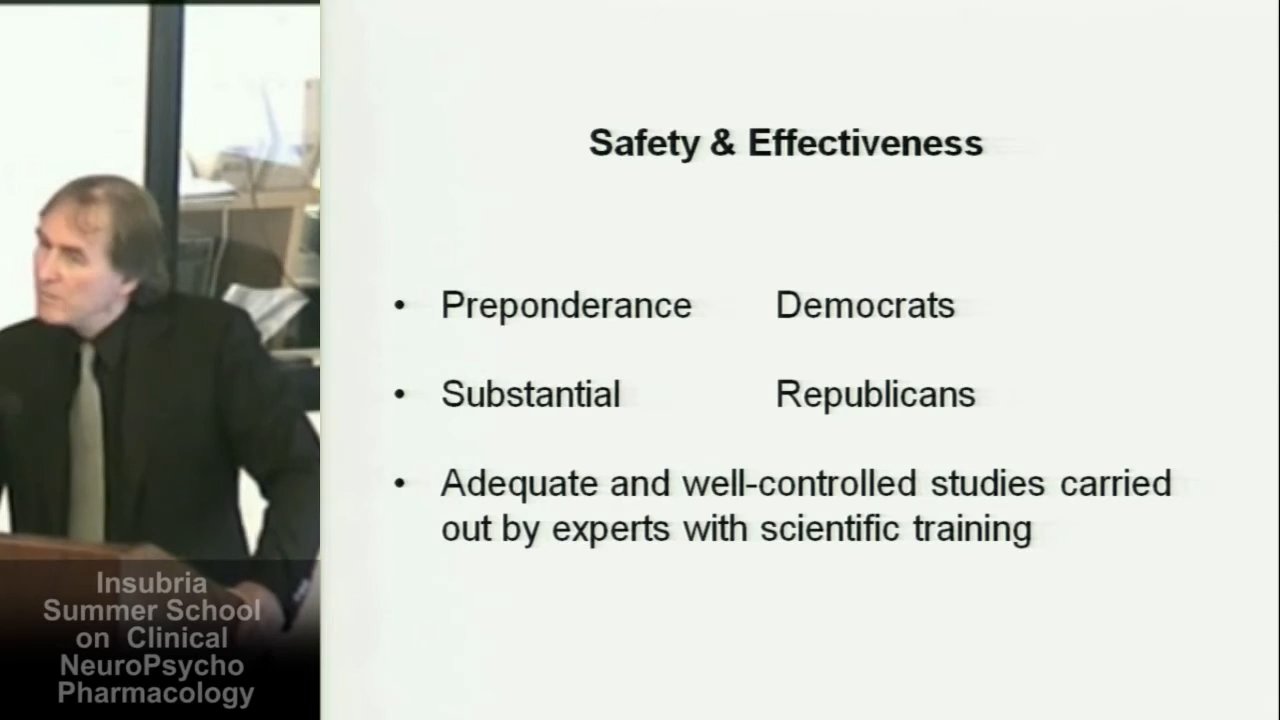 Safety & Effectiveness
• Preponderance Democrats
• Substantial Republicans
• Adequate and well-controlled studies carried
out by experts with scientific training
Insubria
Summer School
on Clinical
NeuroPsycho
Pharmacology